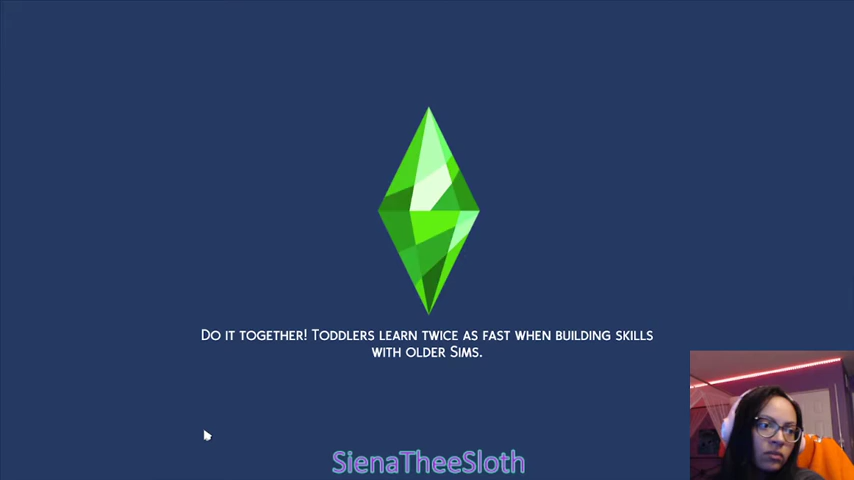 Do it together! Toddlers learn twice as fast when building skills
with older Sims.
SienaTheeSloth